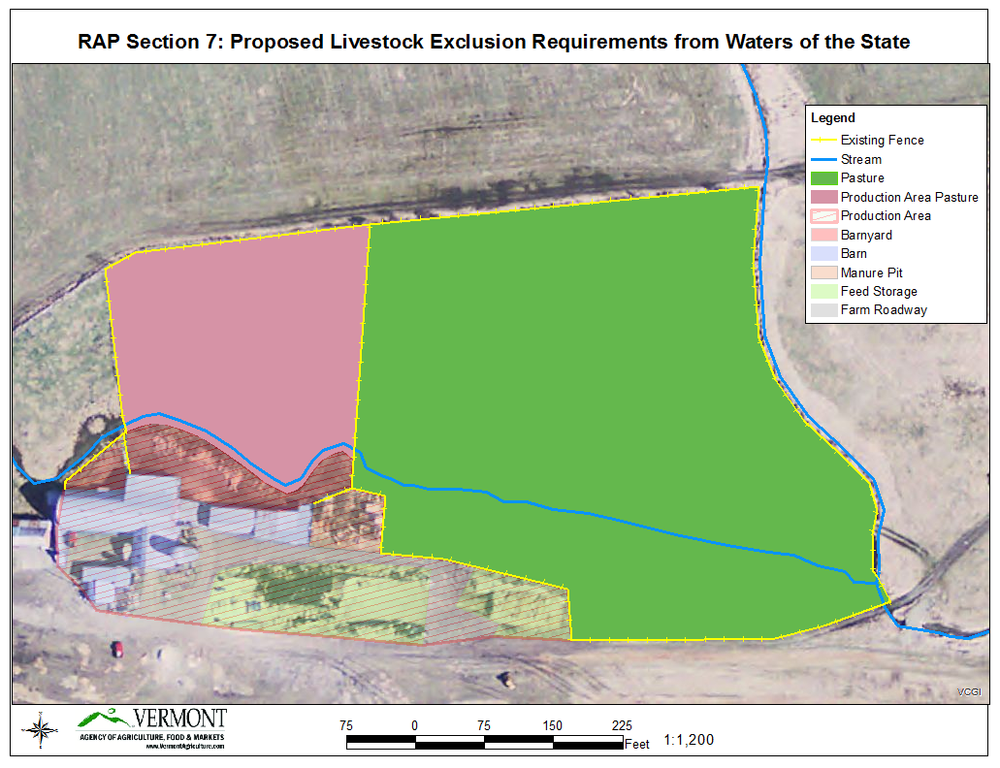 RAP Section 7: Proposed Livestock Exclusion Requirements from Waters of the State
Legend
Existing Fence
Stream
Pasture
Production Area Pasture
Production Area
Barnyard
Barn
Manure Pit
Feed Storage
Farm Roadway
VCGI
VERMONT
AGENCY OF AGRICULTURE, FOOD & MARKETS
www.VermontAgriculture.com
75 0 75 150 225
Feet
1:1,200